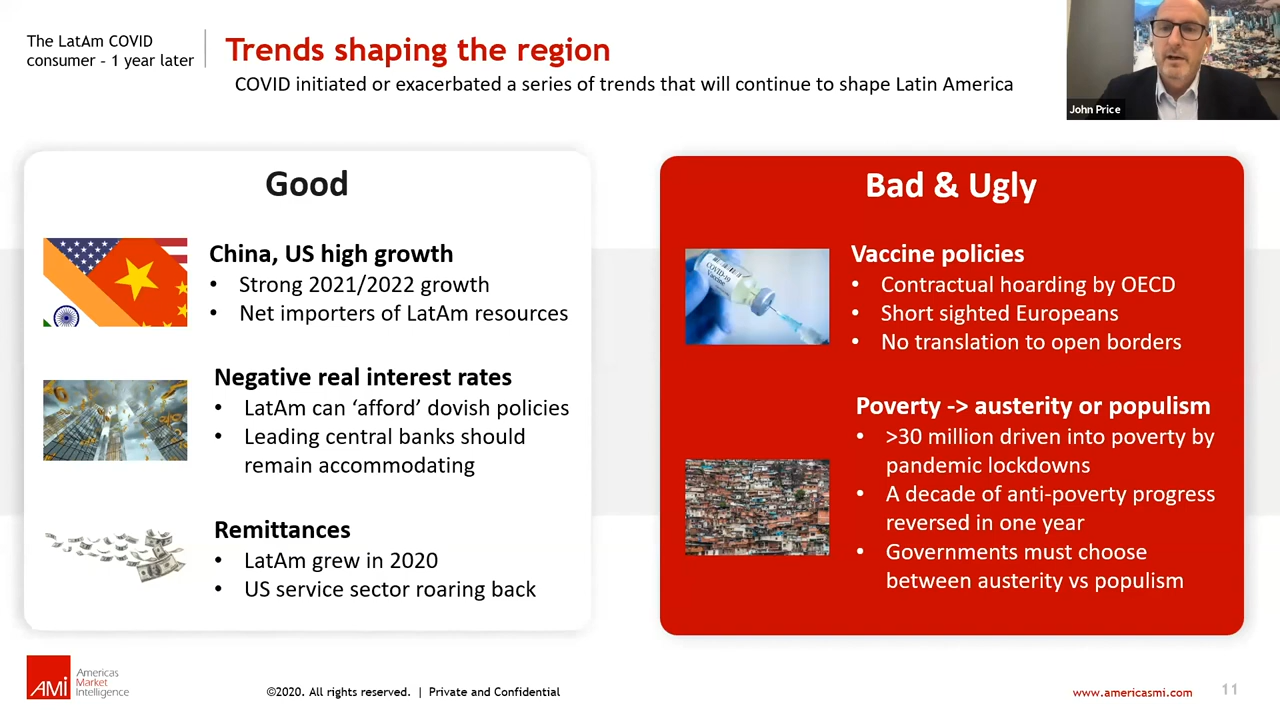 The LatAm COVID
consumer - 1 year later
Trends shaping the region
COVID initiated or exacerbated a series of trends that will continue to shape Latin America
John Price
Good
China, US high growth
• Strong 2021/2022 growth
• Net importers of LatAm resources
Negative real interest rates
• LatAm can ‘afford’ dovish policies
• Leading central banks should
remain accommodating
Remittances
• LatAm grew in 2020
• US service sector roaring back
Bad & Ugly
COVID-19
Vaccine
Vaccine policies
• Contractual hoarding by OECD
• Short sighted Europeans
• No translation to open borders
Poverty -> austerity or populism
• >30 million driven into poverty by
pandemic lockdowns
• A decade of anti-poverty progress
reversed in one year
• Governments must choose
between austerity vs populism
AMI
Americas
Market
Intelligence
©2020. All rights reserved. | Private and Confidential
www.americasmi.com
11